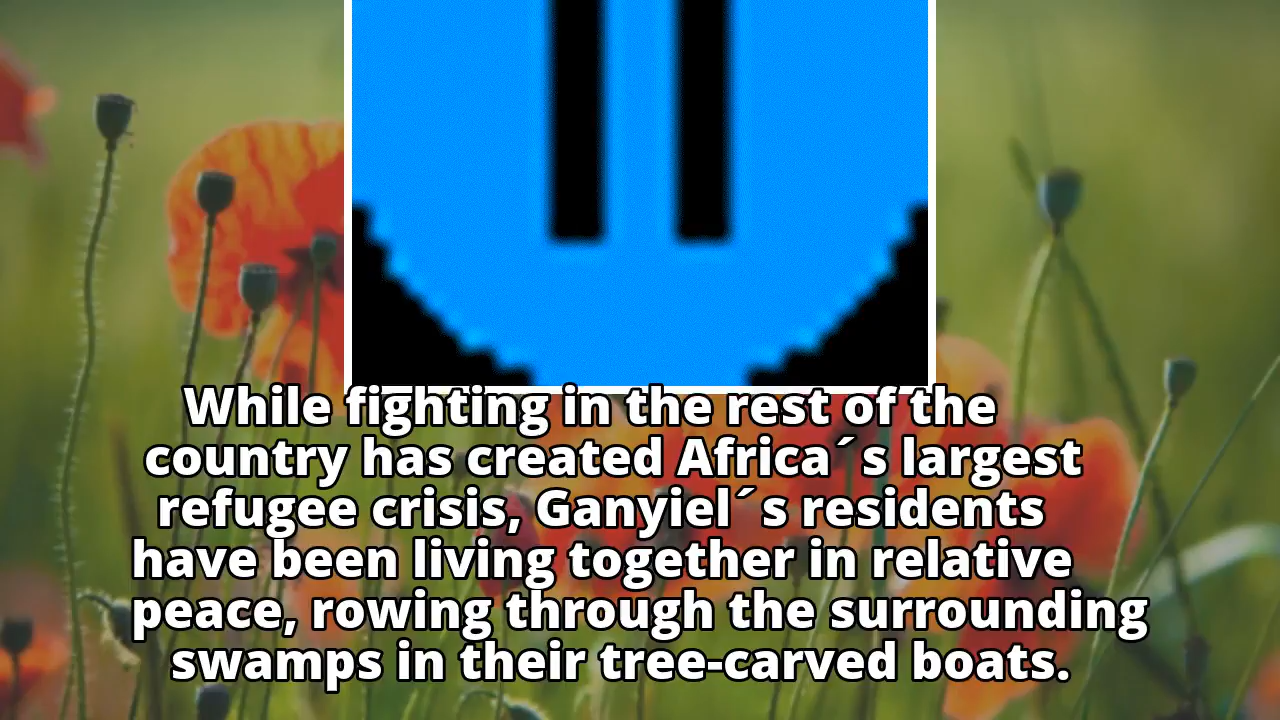 While fighting in the rest of the
country has created Africa´s largest
refugee crisis, Ganyiel´s residents
have been living together in relative
peace, rowing through the surrounding
swamps in their tree-carved boats.